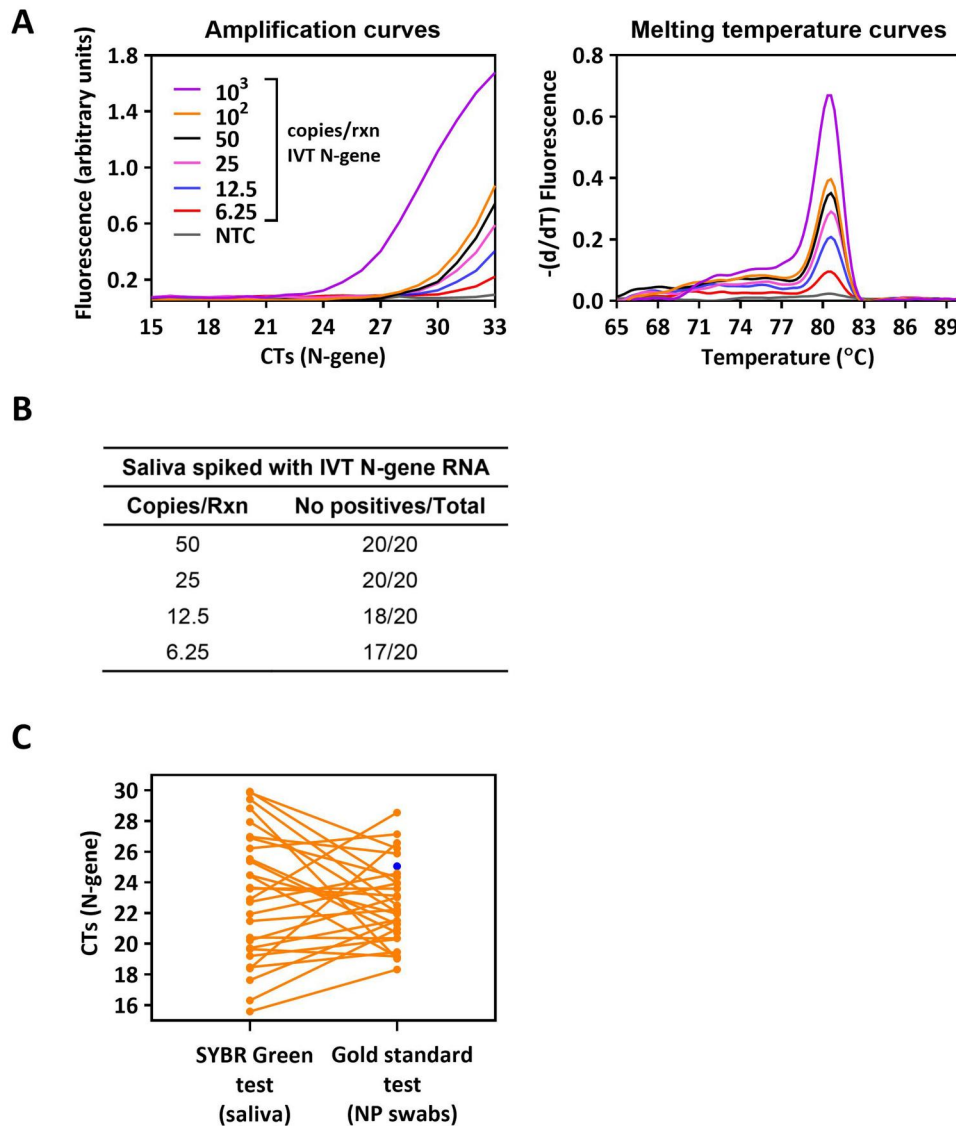 A
Amplification curves
Fluorescence (arbitrary units)
1.8
1.4
1.0
0.6
0.2
10³
10²
50
25
12.5
6.25
NTC
copies/rxn
IVT N-gene
15 18 21 24 27 30 33
CTs (N-gene)
Melting temperature curves
-(d/dT) Fluorescence
0.8
0.6
0.4
0.2
0.0
65 68 71 74 77 80 83 86 89
Temperature (°C)
B
Saliva spiked with IVT N-gene RNA
Copies/Rxn No positives/Total
50 20/20
25 20/20
12.5 18/20
6.25 17/20
C
CTs (N-gene)
30
28
26
24
22
20
18
16
SYBR Green
test
(saliva)
Gold standard
test
(NP swabs)